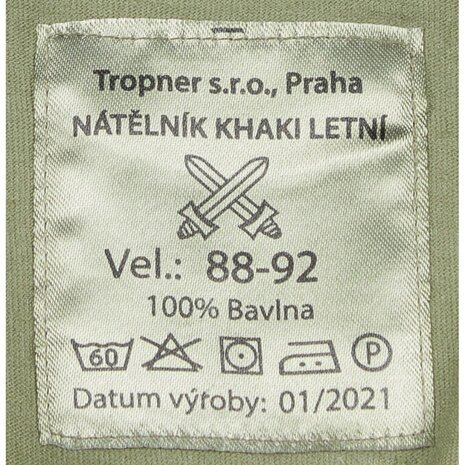 Tropner s.r.o., Praha
NÁTĚLNÍK KHAKI LETNÍ
Vel.: 88-92
100% Bavlna
60 P
Datum výroby: 01/2021